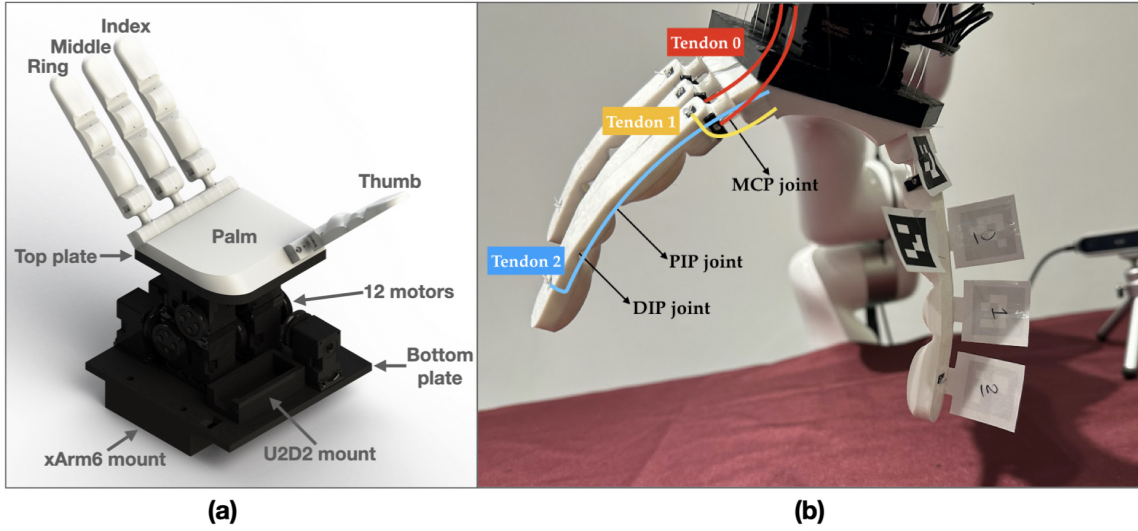 Index
Middle
Ring
Thumb
Palm
Top plate
12 motors
Bottom
plate
U2D2 mount
xArm6 mount
(a)
Tendon 0
Tendon 1
MCP joint
Tendon 2
PIP joint
DIP joint
1
(b)